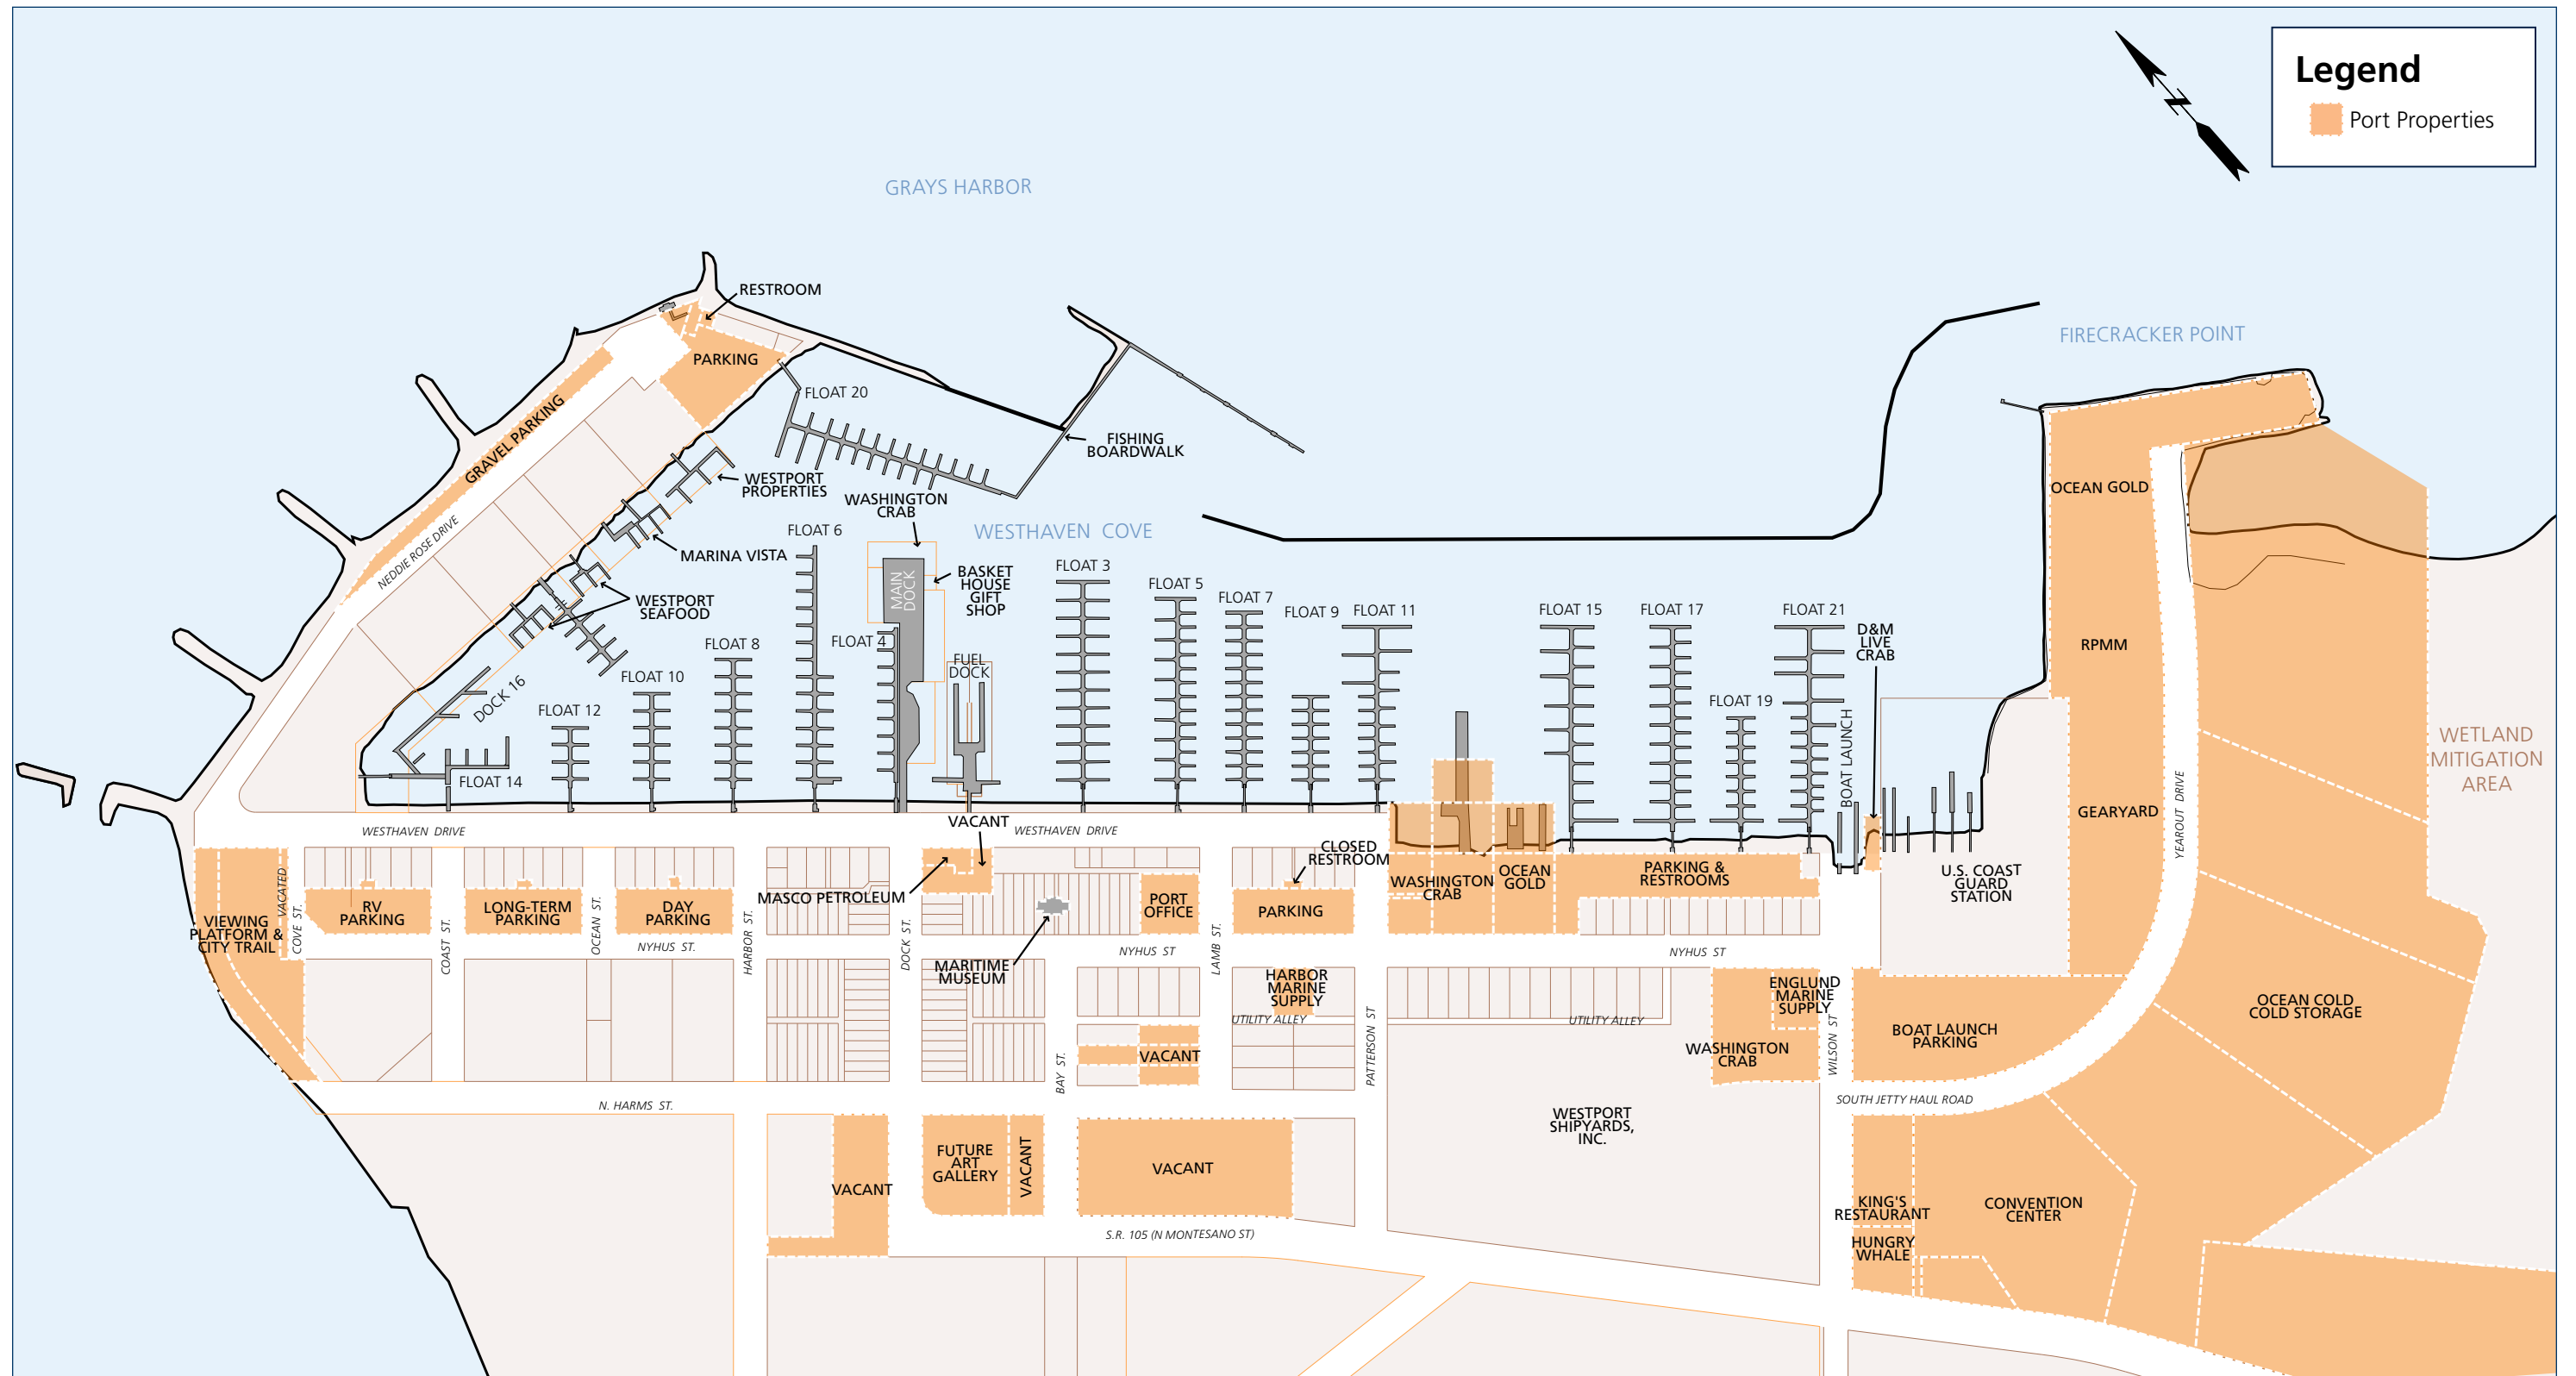 Legend
Port Properties
GRAYS HARBOR
FIRECRACKER POINT
WESTHAVEN COVE
RESTROOM
PARKING
GRAVEL PARKING
NEDDIE ROSE DRIVE
FLOAT 20
FISHING
BOARDWALK
WESTPORT
PROPERTIES
WASHINGTON
CRAB
MARINA VISTA
WESTPORT
SEAFOOD
DOCK 16
FLOAT 14
FLOAT 12
FLOAT 10
FLOAT 8
FLOAT 6
FLOAT 4
MAIN
DOCK
BASKET
HOUSE
GIFT
SHOP
FUEL
DOCK
FLOAT 3
FLOAT 5
FLOAT 7
FLOAT 9
FLOAT 11
FLOAT 15
FLOAT 17
FLOAT 19
FLOAT 21
BOAT LAUNCH
D&M
LIVE
CRAB
OCEAN GOLD
RPMM
GEARYARD
YEAROUT DRIVE
WETLAND
MITIGATION
AREA
WESTHAVEN DRIVE
VACANT
WESTHAVEN DRIVE
CLOSED
RESTROOM
MASCO PETROLEUM
VIEWING
PLATFORM &
CITY TRAIL
VACATED
COVE ST.
RV
PARKING
COAST ST.
LONG-TERM
PARKING
OCEAN ST.
DAY
PARKING
NYHUS ST.
HARBOR ST.
DOCK ST.
MARITIME
MUSEUM
PORT
OFFICE
NYHUS ST
LAMB ST.
PARKING
WASHINGTON
CRAB
OCEAN
GOLD
PARKING &
RESTROOMS
NYHUS ST
U.S. COAST
GUARD
STATION
HARBOR
MARINE
SUPPLY
UTILITY ALLEY
PATTERSON ST
UTILITY ALLEY
ENGLUND
MARINE
SUPPLY
WASHINGTON
CRAB
WILSON ST
BOAT LAUNCH
PARKING
OCEAN COLD
COLD STORAGE
BAY ST.
VACANT
N. HARMS ST.
SOUTH JETTY HAUL ROAD
VACANT
FUTURE
ART
GALLERY
VACANT
VACANT
S.R. 105 (N MONTESANO ST)
WESTPORT
SHIPYARDS,
INC.
KING'S
RESTAURANT
HUNGRY
WHALE
CONVENTION
CENTER